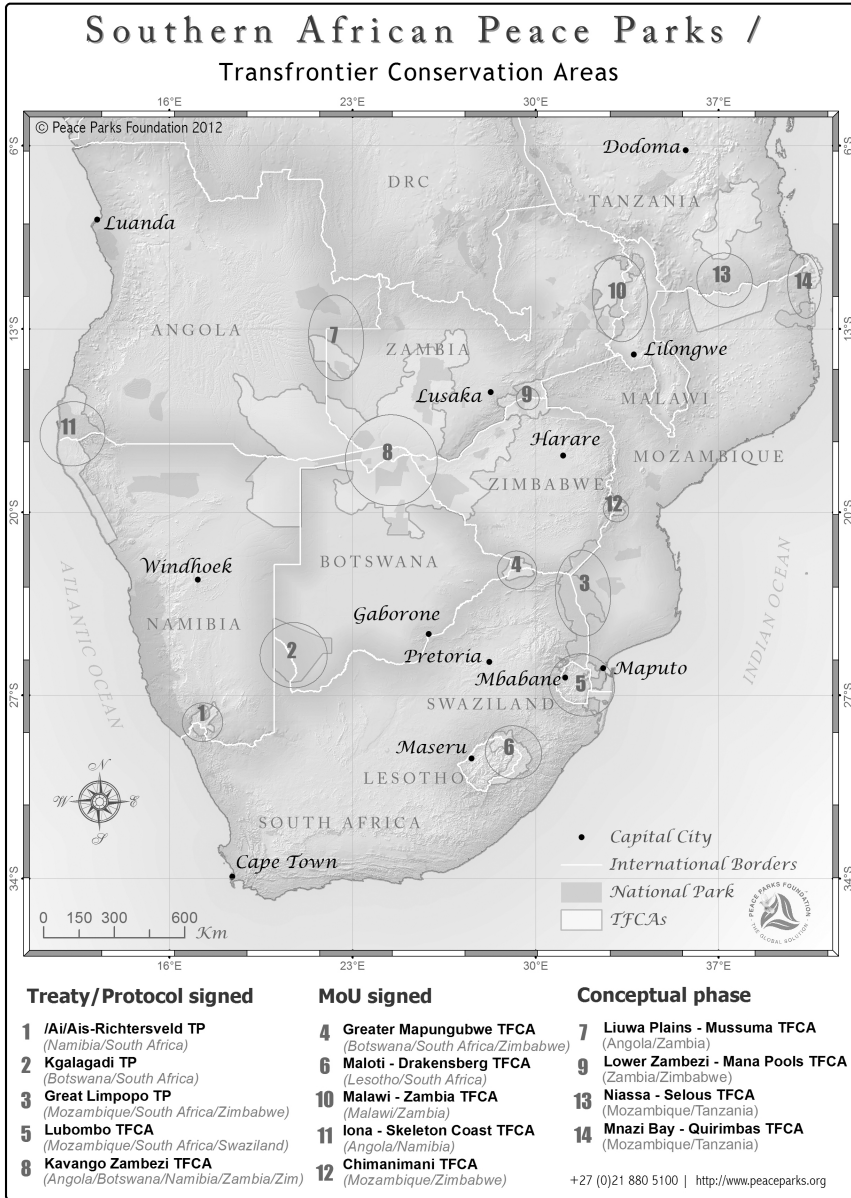 Southern African Peace Parks /
Transfrontier Conservation Areas
16°E 23°E 30°E 37°E
© Peace Parks Foundation 2012
6°S 6°S
Dodoma
DRC
TANZANIA
Luanda
13
14
10
13°S 13°S
ANGOLA
7
ZAMBIA
Lilongwe
Lusaka
9
MALAWI
11
Harare
8
MOZAMBIQUE
ZIMBABWE
12
20°S 20°S
BOTSWANA
4
Windhoek
3
ATLANTIC OCEAN
INDIAN OCEAN
Gaborone
NAMIBIA
2
Pretoria
Maputo
Mbabane
5
27°S 27°S
SWAZILAND
1
Maseru
6
LESOTHO
N
W E
S
SOUTH AFRICA
Capital City
Cape Town
International Borders
34°S 34°S
National Park
TFCAs
PEACE PARKS FOUNDATION
THE GLOBAL SOLUTION
0 150 300 600
Km
16°E 23°E 30°E 37°E
Treaty/Protocol signed
1 /Ai/Ais-Richtersveld TP
(Namibia/South Africa)
2 Kgalagadi TP
(Botswana/South Africa)
3 Great Limpopo TP
(Mozambique/South Africa/Zimbabwe)
5 Lubombo TFCA
(Mozambique/South Africa/Swaziland)
8 Kavango Zambezi TFCA
(Angola/Botswana/Namibia/Zambia/Zim)
MoU signed
4 Greater Mapungubwe TFCA
(Botswana/South Africa/Zimbabwe)
6 Maloti - Drakensberg TFCA
(Lesotho/South Africa)
10 Malawi - Zambia TFCA
(Malawi/Zambia)
11 Iona - Skeleton Coast TFCA
(Angola/Namibia)
12 Chimanimani TFCA
(Mozambique/Zimbabwe)
Conceptual phase
7 Liuwa Plains - Mussuma TFCA
(Angola/Zambia)
9 Lower Zambezi - Mana Pools TFCA
(Zambia/Zimbabwe)
13 Niassa - Selous TFCA
(Mozambique/Tanzania)
14 Mnazi Bay - Quirimbas TFCA
(Mozambique/Tanzania)
+27 (0)21 880 5100 | http://www.peaceparks.org